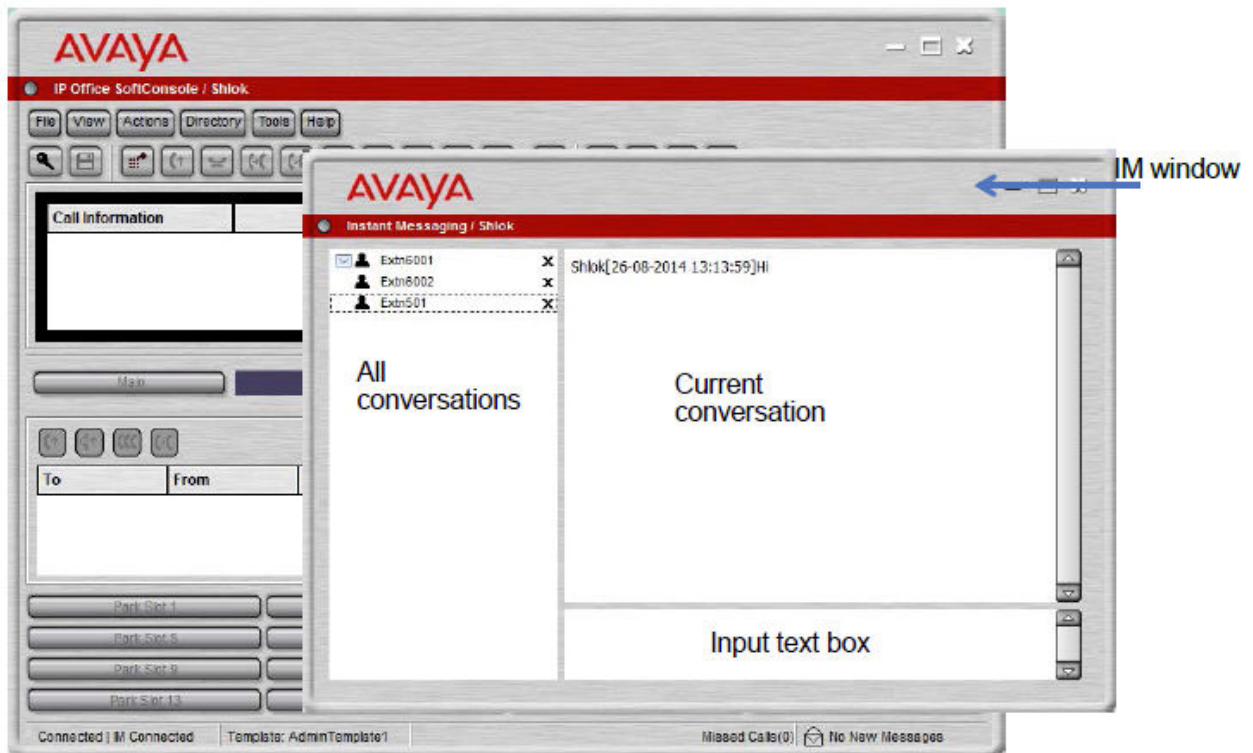 AVAYA
IP Office SoftConsole / Shlok
File View Actions Directory Tools Help
IM window
AVAYA
Call Information
Instant Messaging / Shlok
Extn6001 X
Extn6002 X
Extn501 X
Shlok[26-08-2014 13:13:59]Hi
Main
All
conversations
Current
conversation
To From
Park Slot 1
Input text box
Park Slot 5
Park Slot 9
Park Slot 13
Connected | IM Connected Template: AdminTemplate1 Missed Calls(0) No New Messages